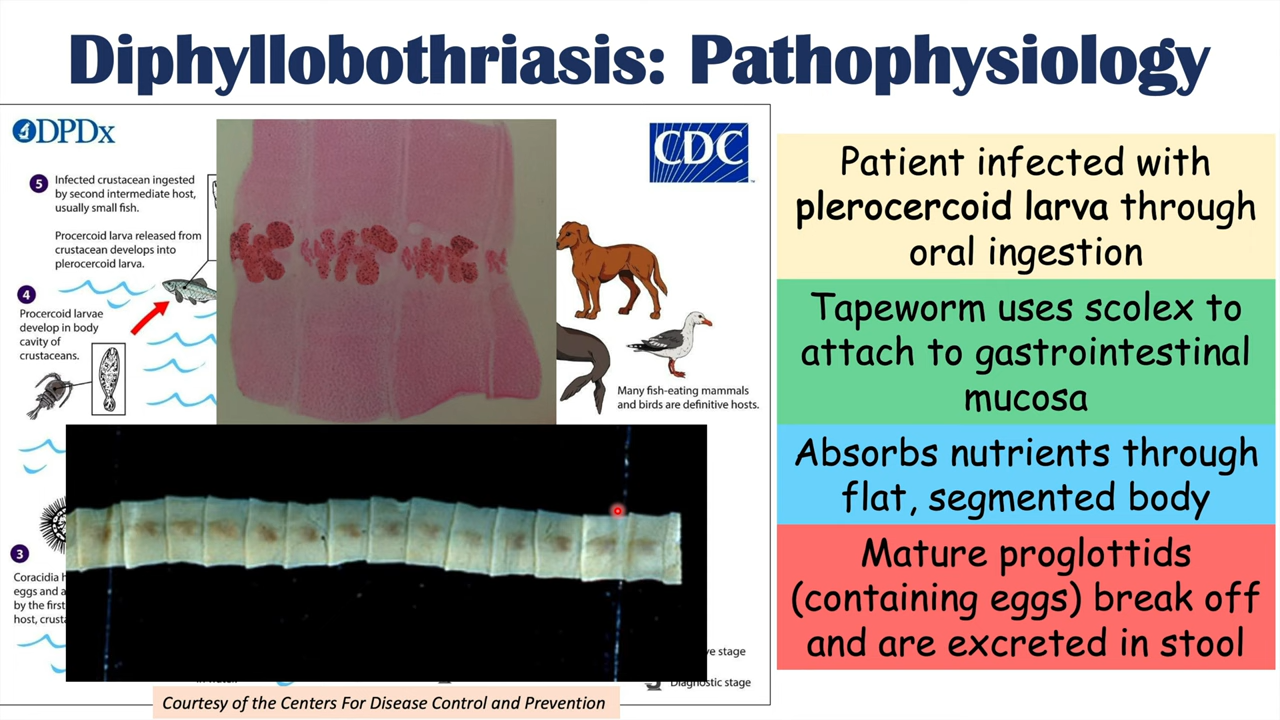 Diphyllobothriasis: Pathophysiology
DPDx
CDC
5
Infected crustacean ingested
by second intermediate host,
usually small fish.
Procercoid larva released from
crustacean develops into
plerocercoid larva.
4
Procercoid larvae
develop in body
cavity of
crustaceans.
Many fish-eating mammals
and birds are definitive hosts.
3
Coracidia
eggs and a
by the first
host,
stage
Diagnostic stage
Courtesy of the Centers For Disease Control and Prevention
Patient infected with
plerocercoid larva through
oral ingestion
Tapeworm uses scolex to
attach to gastrointestinal
mucosa
Absorbs nutrients through
flat, segmented body
Mature proglottids
(containing eggs) break off
and are excreted in stool